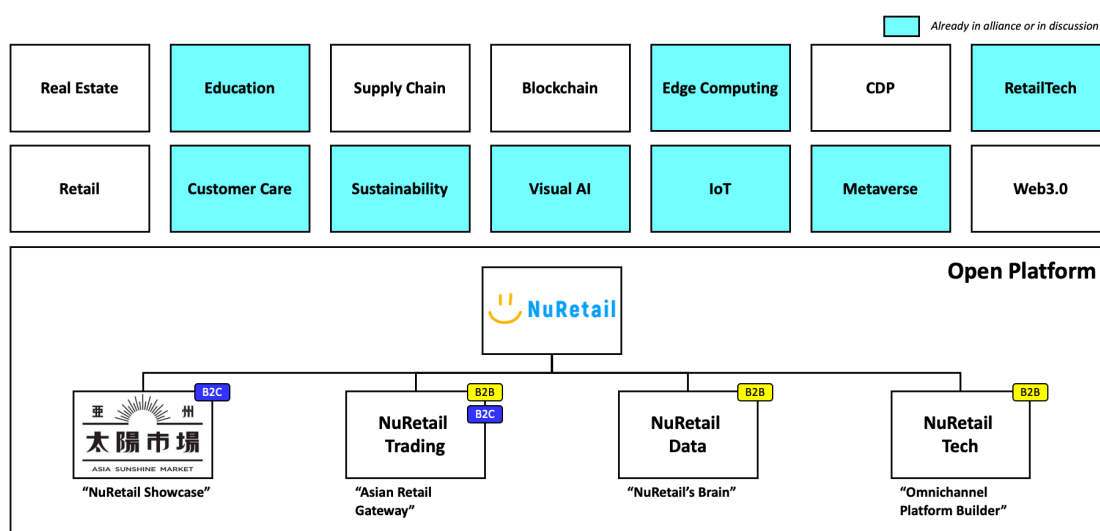 Already in alliance or in discussion
Real Estate
Education
Supply Chain
Blockchain
Edge Computing
CDP
RetailTech
Retail
Customer Care
Sustainability
Visual AI
IoT
Metaverse
Web3.0
Open Platform
NuRetail
B2C
亜 州
太陽市場
ASIA SUNSHINE MARKET
"NuRetail Showcase"
B2B
B2C
NuRetail
Trading
“Asian Retail
Gateway”
B2B
NuRetail
Data
“NuRetail’s Brain”
B2B
NuRetail
Tech
“Omnichannel
Platform Builder”